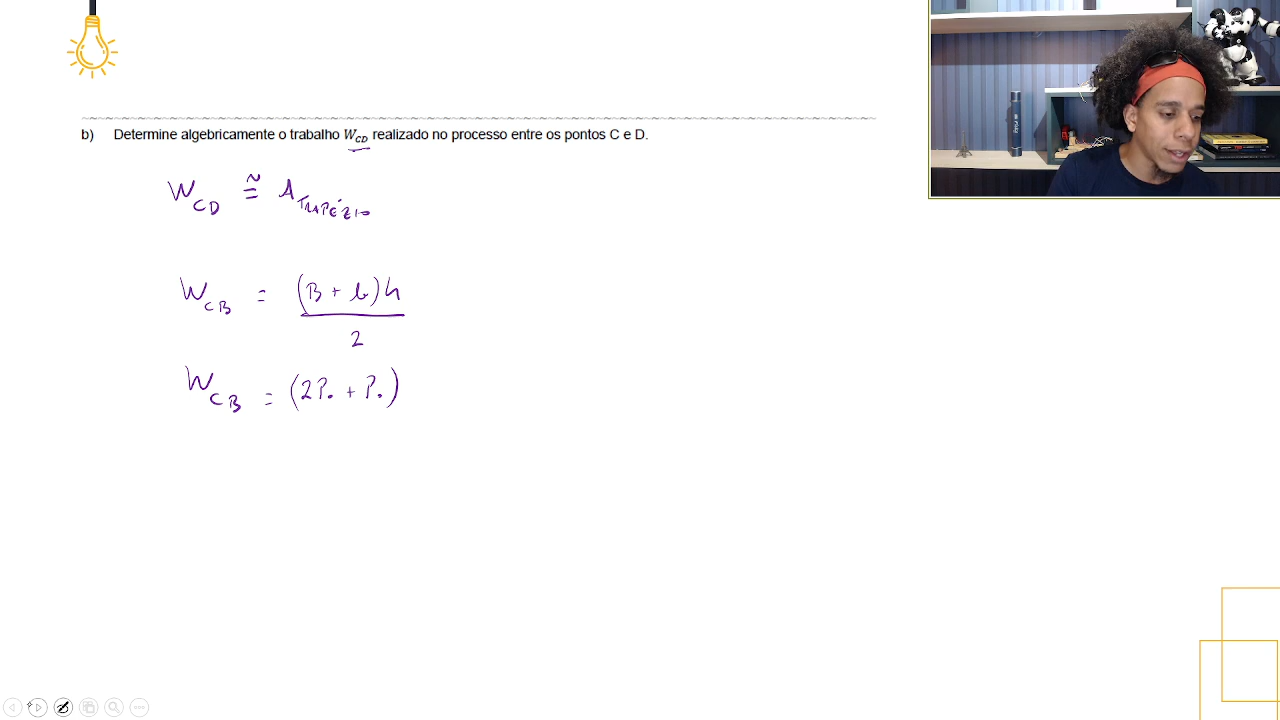 b) Determine algebricamente o trabalho W_CD realizado no processo entre os pontos C e D.
W_CD ≅ A_TRAPÉZIO
W_CB = (B + b)h
2
W_CB = (2P₀ + P₀)